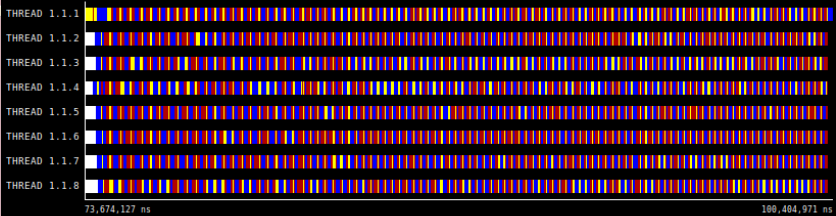 THREAD 1.1.1
THREAD 1.1.2
THREAD 1.1.3
THREAD 1.1.4
THREAD 1.1.5
THREAD 1.1.6
THREAD 1.1.7
THREAD 1.1.8
73,674,127 ns 100,404,971 ns